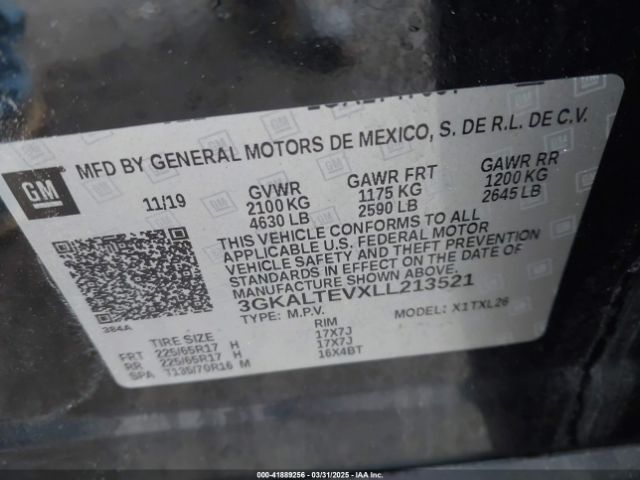 MFD BY GENERAL MOTORS DE MEXICO, S. DE R.L. DE C.V.
GM
11/19 GVWR GAWR FRT GAWR RR
2100 KG 1175 KG 1200 KG
4630 LB 2590 LB 2645 LB
THIS VEHICLE CONFORMS TO ALL
APPLICABLE U.S. FEDERAL MOTOR
VEHICLE SAFETY AND THEFT PREVENTION
STANDARDS IN EFFECT ON THE DATE OF
MANUFACTURE SHOWN ABOVE.
3GKALTEVXLL213521
TYPE: M.P.V. MODEL: X1TXL26
384A
TIRE SIZE RIM
FRT 225/65R17 H 17X7J
RR 225/65R17 H 17X7J
SPA T135/70R16 M 16X4BT
000-41889256 - 03/31/2025 - IAA, Inc.